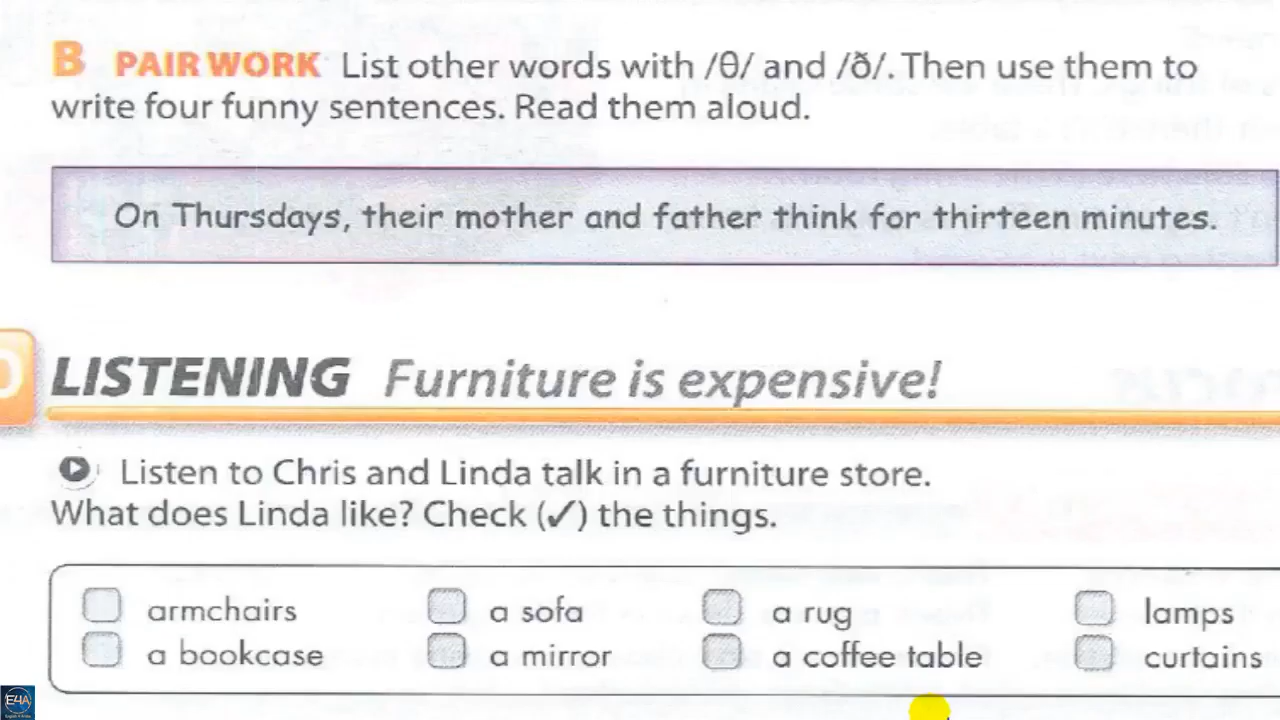 B PAIR WORK List other words with /θ/ and /ð/. Then use them to
write four funny sentences. Read them aloud.
On Thursdays, their mother and father think for thirteen minutes.
LISTENING Furniture is expensive!
Listen to Chris and Linda talk in a furniture store.
What does Linda like? Check (✓) the things.
armchairs a sofa a rug lamps
a bookcase a mirror a coffee table curtains
E4A